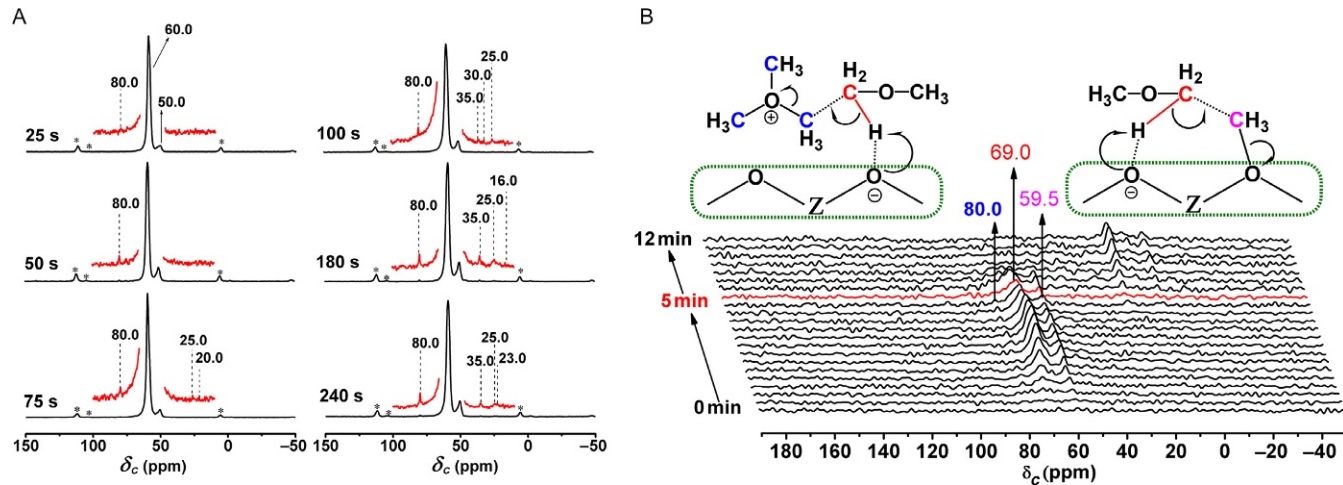 A
60.0
80.0
50.0
25 s
*
*
*
80.0
25.0
30.0
35.0
100 s
*
*
*
80.0
50 s
*
*
*
80.0
16.0
25.0
35.0
180 s
*
*
*
80.0
25.0
20.0
75 s
*
*
*
80.0
25.0
35.0
23.0
240 s
*
*
*
150 100 50 0 −50
150 100 50 0 −50
δc (ppm)
δc (ppm)
B
CH3
H2
O
C
O—CH3
H3C
⊕
C
H3
H
O
O
⊖
Z
H2
H3C—O—C
CH3
H
O
O
⊖
Z
69.0
80.0
59.5
12 min
5 min
0 min
180 160 140 120 100 80 60 40 20 0 −20 −40
δc (ppm)